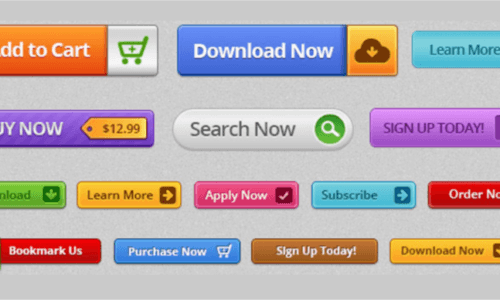 dd to Cart
Download Now
Learn More
UY NOW
$12.99
Search Now
SIGN UP TODAY!
nload
Learn More
Apply Now
Subscribe
Order No
Bookmark Us
Purchase Now
Sign Up Today!
Download Now